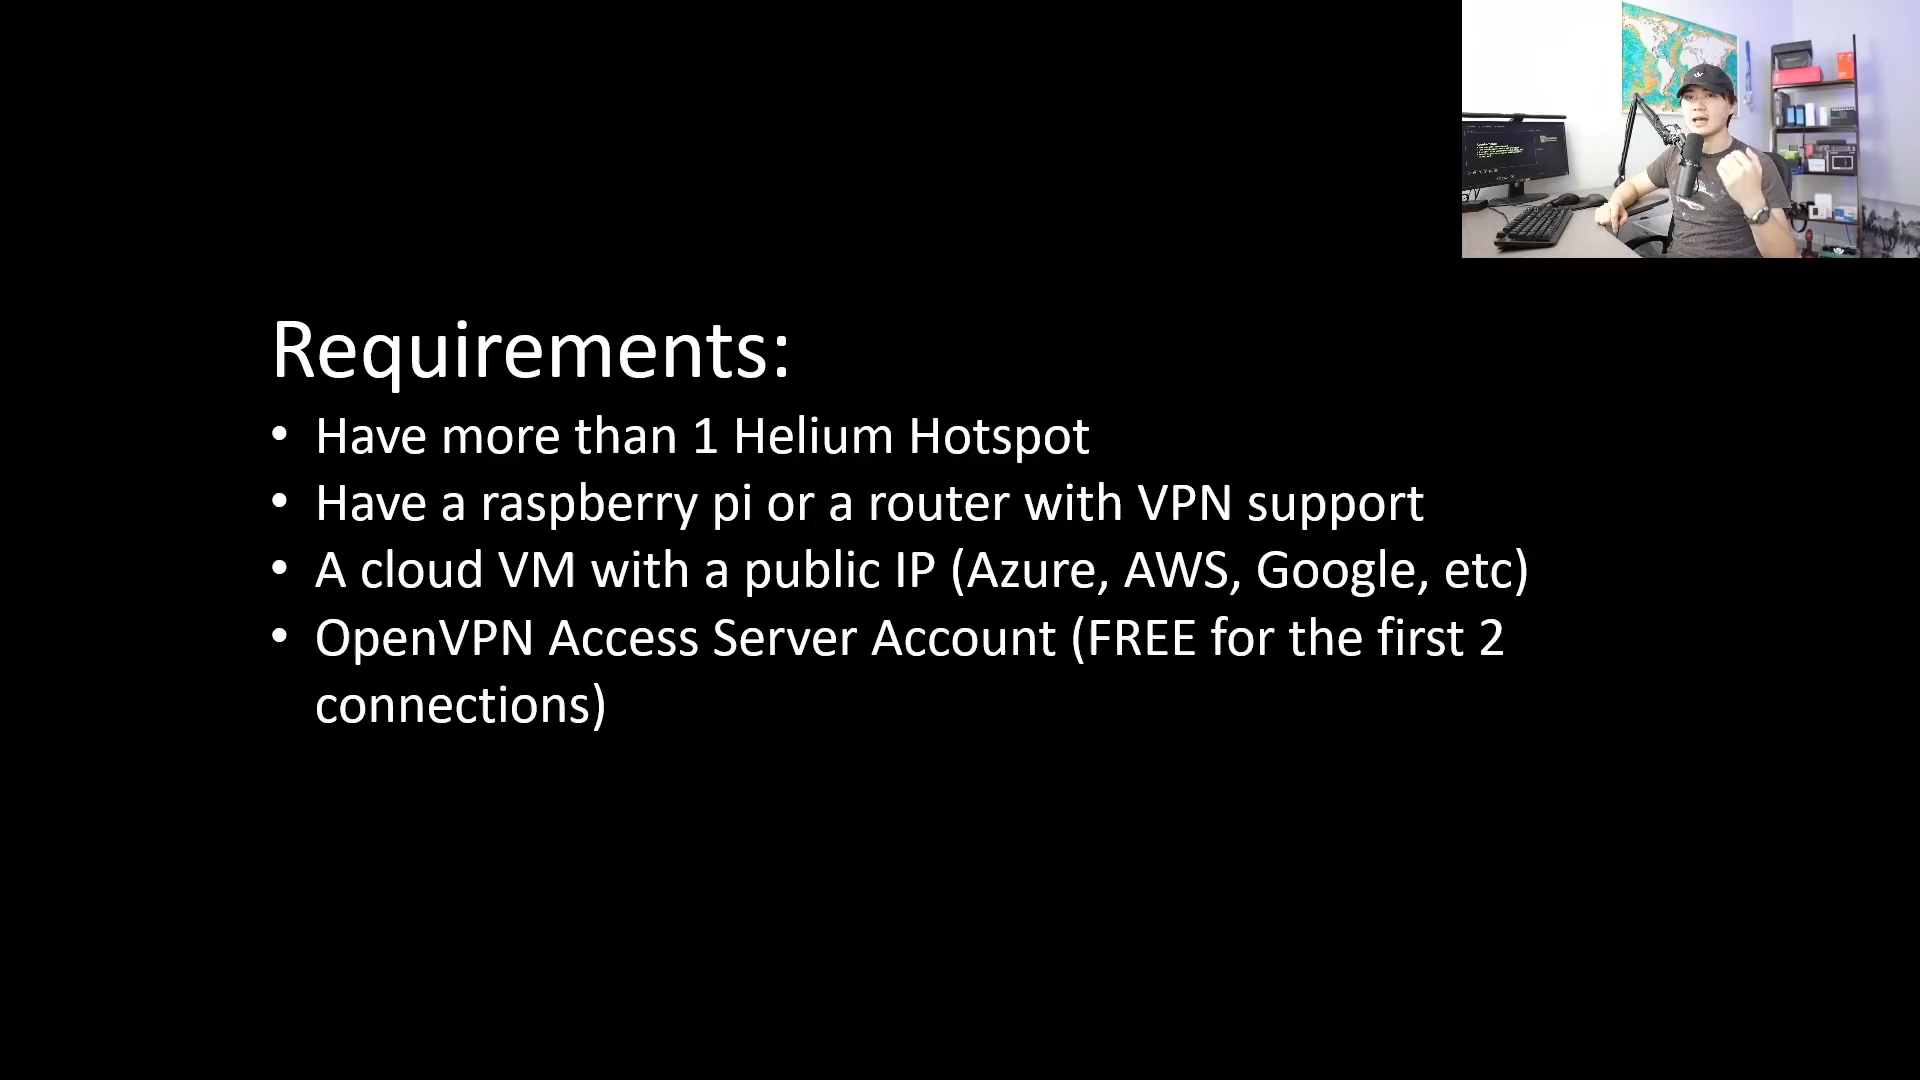 Requirements:
• Have more than 1 Helium Hotspot
• Have a raspberry pi or a router with VPN support
• A cloud VM with a public IP (Azure, AWS, Google, etc)
• OpenVPN Access Server Account (FREE for the first 2
connections)